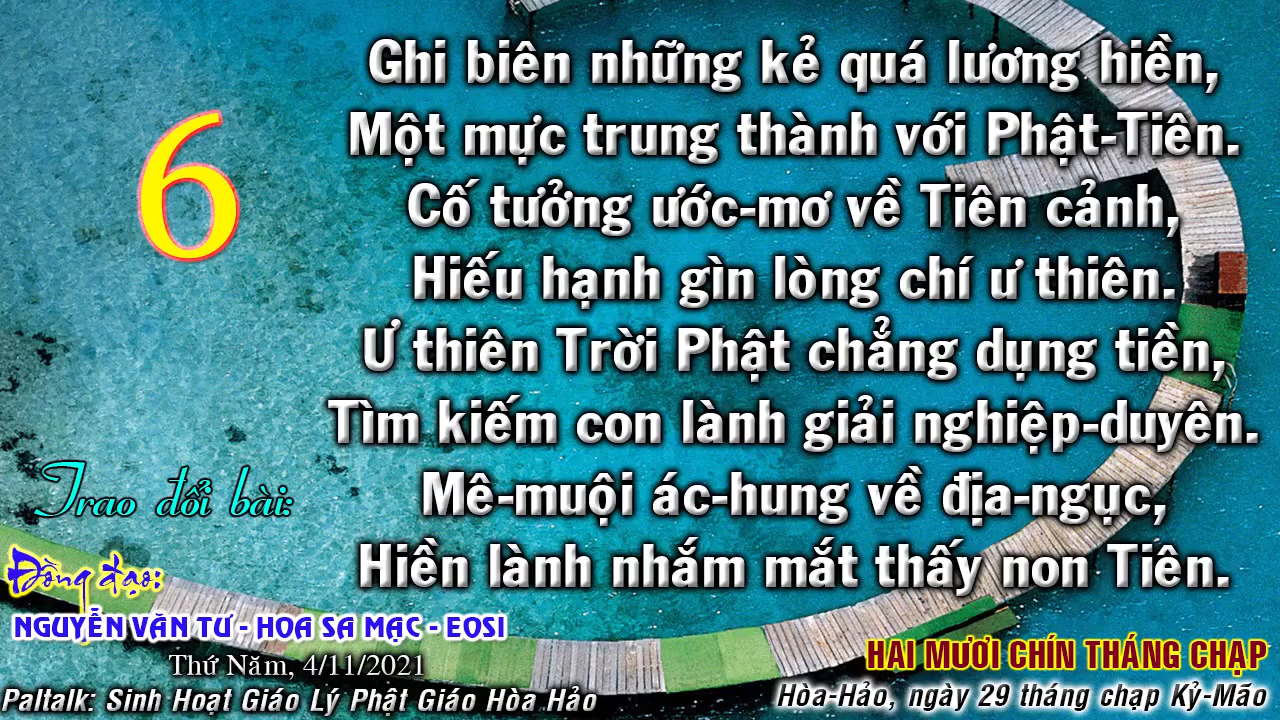 6
Ghi biên những kẻ quá lương hiền,
Một mực trung thành với Phật-Tiên.
Cố tưởng ước-mơ về Tiên cảnh,
Hiếu hạnh gìn lòng chí ư thiên.
Ư thiên Trời Phật chẳng dụng tiền,
Tìm kiếm con lành giải nghiệp-duyên.
Mê-muội ác-hung về địa-ngục,
Hiền lành nhắm mắt thấy non Tiên.
Trao đổi bài:
Đồng đạo:
NGUYỄN VĂN TƯ - HOA SA MẠC - EOSI
Thứ Năm, 4/11/2021
Paltalk: Sinh Hoạt Giáo Lý Phật Giáo Hòa Hảo
HAI MƯƠI CHÍN THÁNG CHẠP
Hòa-Hảo, ngày 29 tháng chạp Kỷ-Mão